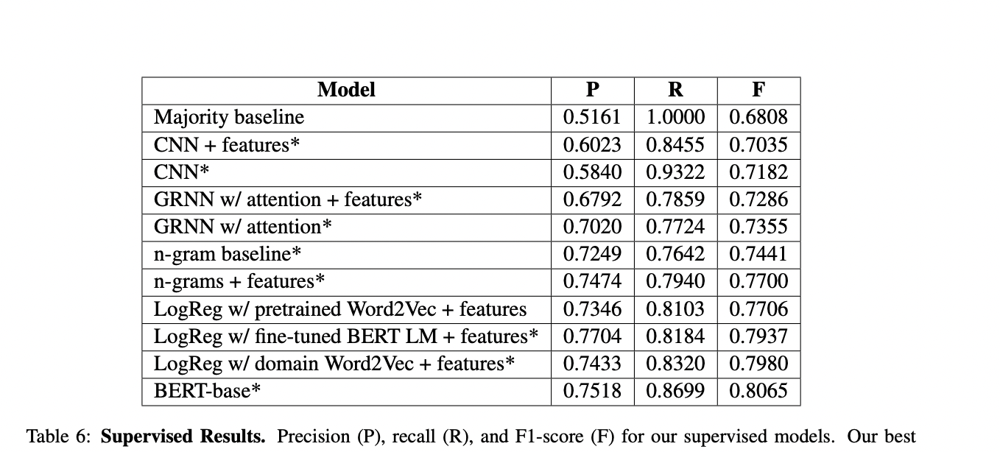 Model P R F
Majority baseline 0.5161 1.0000 0.6808
CNN + features* 0.6023 0.8455 0.7035
CNN* 0.5840 0.9322 0.7182
GRNN w/ attention + features* 0.6792 0.7859 0.7286
GRNN w/ attention* 0.7020 0.7724 0.7355
n-gram baseline* 0.7249 0.7642 0.7441
n-grams + features* 0.7474 0.7940 0.7700
LogReg w/ pretrained Word2Vec + features 0.7346 0.8103 0.7706
LogReg w/ fine-tuned BERT LM + features* 0.7704 0.8184 0.7937
LogReg w/ domain Word2Vec + features* 0.7433 0.8320 0.7980
BERT-base* 0.7518 0.8699 0.8065
Table 6: Supervised Results. Precision (P), recall (R), and F1-score (F) for our supervised models. Our best